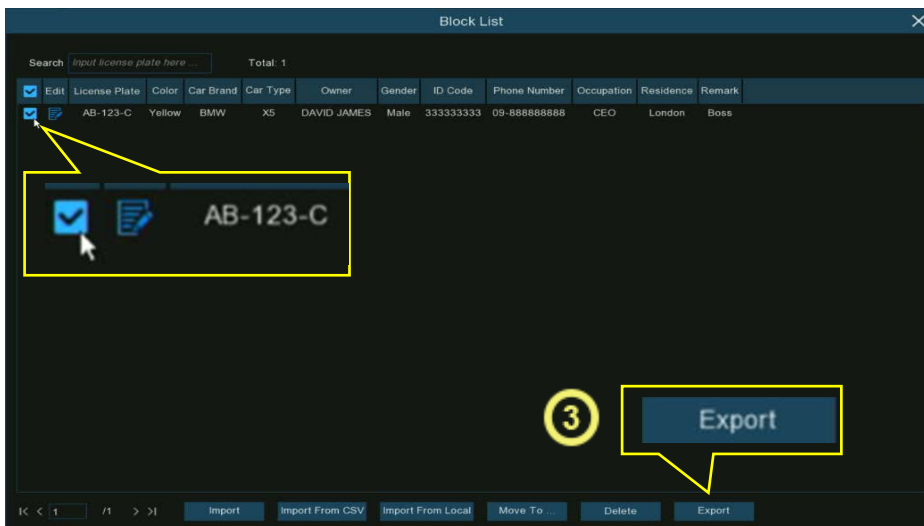 Block List
Search Input license plate here ... Total: 1
Edit License Plate Color Car Brand Car Type Owner Gender ID Code Phone Number Occupation Residence Remark
AB-123-C Yellow BMW X5 DAVID JAMES Male 333333333 09-888888888 CEO London Boss
AB-123-C
3 Export
1 /1 Import Import From CSV Import From Local Move To ... Delete Export